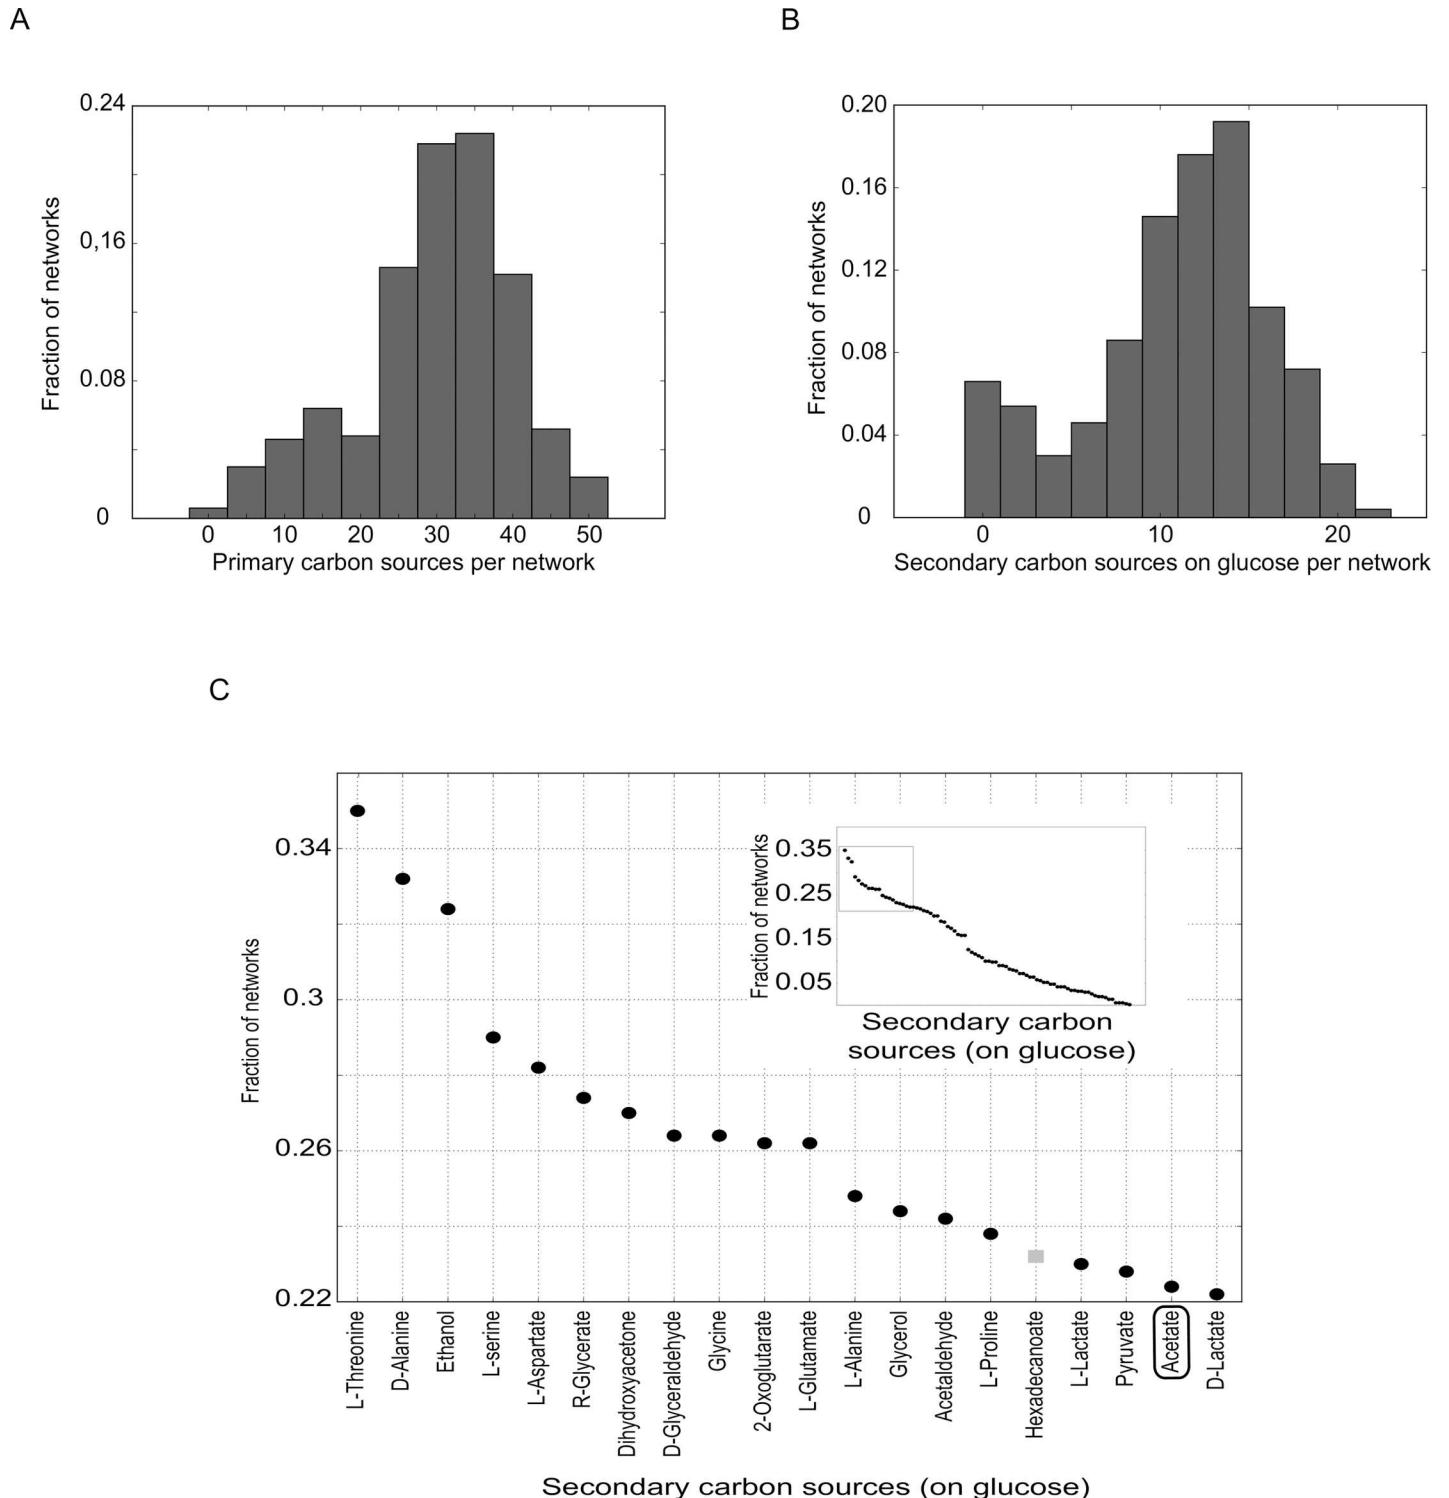 A
B
0.24
0,16
0.08
0
Fraction of networks
0 10 20 30 40 50
Primary carbon sources per network
0.20
0.16
0.12
0.08
0.04
0
Fraction of networks
0 10 20
Secondary carbon sources on glucose per network
C
0.34
0.3
0.26
0.22
Fraction of networks
0.35
0.25
0.15
0.05
Fraction of networks
Secondary carbon
sources (on glucose)
L-Threonine
D-Alanine
Ethanol
L-serine
L-Aspartate
R-Glycerate
Dihydroxyacetone
D-Glyceraldehyde
Glycine
2-Oxoglutarate
L-Glutamate
L-Alanine
Glycerol
Acetaldehyde
L-Proline
Hexadecanoate
L-Lactate
Pyruvate
Acetate
D-Lactate
Secondary carbon sources (on glucose)